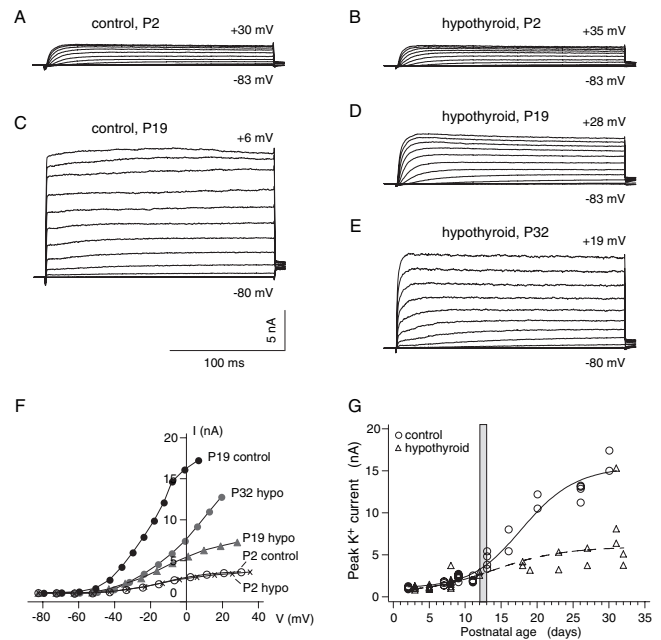 A
control, P2
+30 mV
-83 mV
B
hypothyroid, P2
+35 mV
-83 mV
C
control, P19
+6 mV
-80 mV
D
hypothyroid, P19
+28 mV
-83 mV
E
hypothyroid, P32
+19 mV
-80 mV
5 nA
100 ms
F
I (nA)
20
15
10
5
0
P19 control
P32 hypo
P19 hypo
P2 control
P2 hypo
-80 -60 -40 -20 0 20 40
V (mV)
G
Peak K+ current (nA)
20
15
10
5
0
control
hypothyroid
0 5 10 15 20 25 30 35
Postnatal age (days)